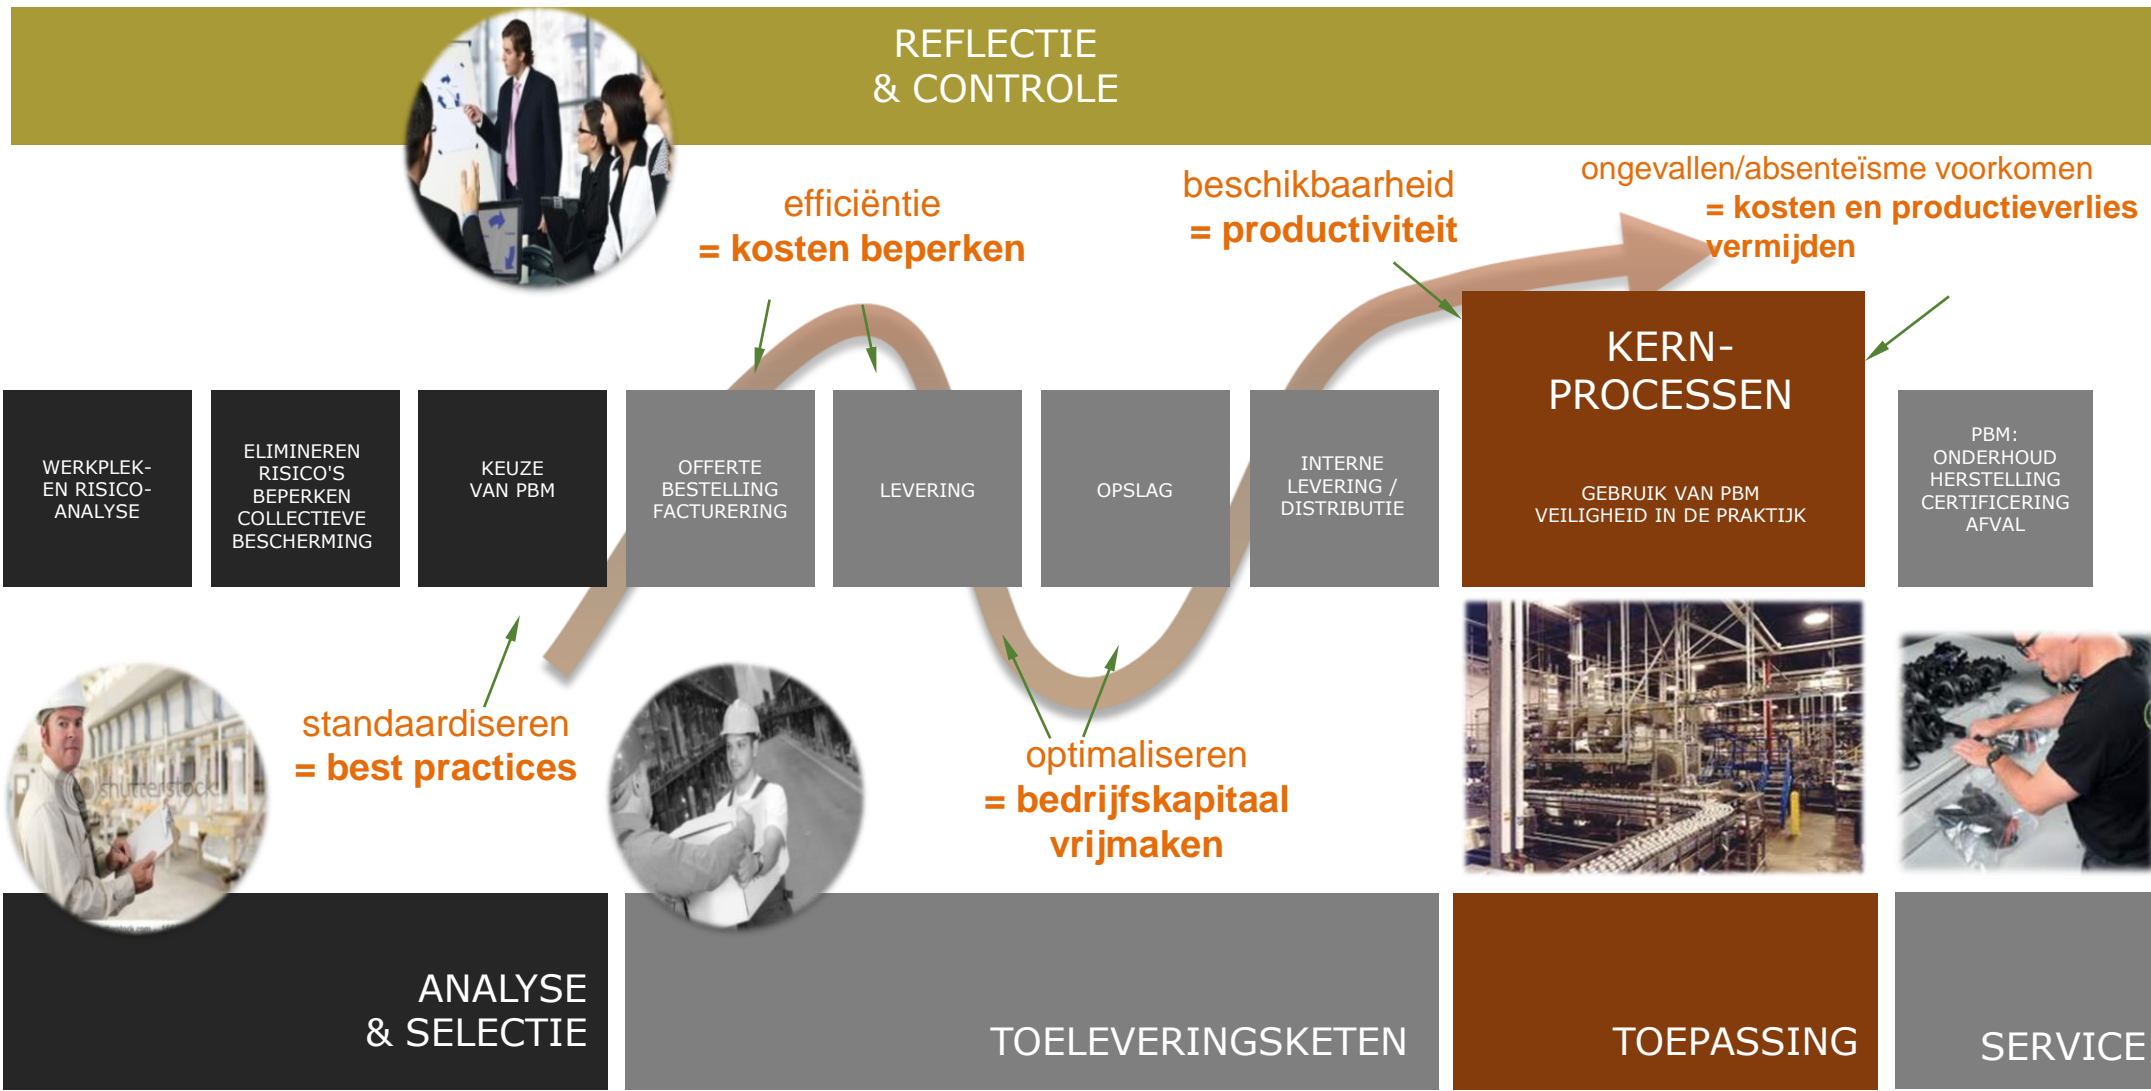 REFLECTIE
& CONTROLE
efficiëntie
= kosten beperken
beschikbaarheid
= productiviteit
ongevallen/absenteïsme voorkomen
= kosten en productieverlies
vermijden
WERKPLEK-
EN RISICO-
ANALYSE
ELIMINEREN
RISICO'S
BEPERKEN
COLLECTIEVE
BESCHERMING
KEUZE
VAN PBM
OFFERTE
BESTELLING
FACTURERING
LEVERING
OPSLAG
INTERNE
LEVERING /
DISTRIBUTIE
KERN-
PROCESSEN
GEBRUIK VAN PBM
VEILIGHEID IN DE PRAKTIJK
PBM:
ONDERHOUD
HERSTELLING
CERTIFICERING
AFVAL
standaardiseren
= best practices
shutterstock
optimaliseren
= bedrijfskapitaal
vrijmaken
ANALYSE
& SELECTIE
TOELEVERINGSKETEN
TOEPASSING
SERVICE